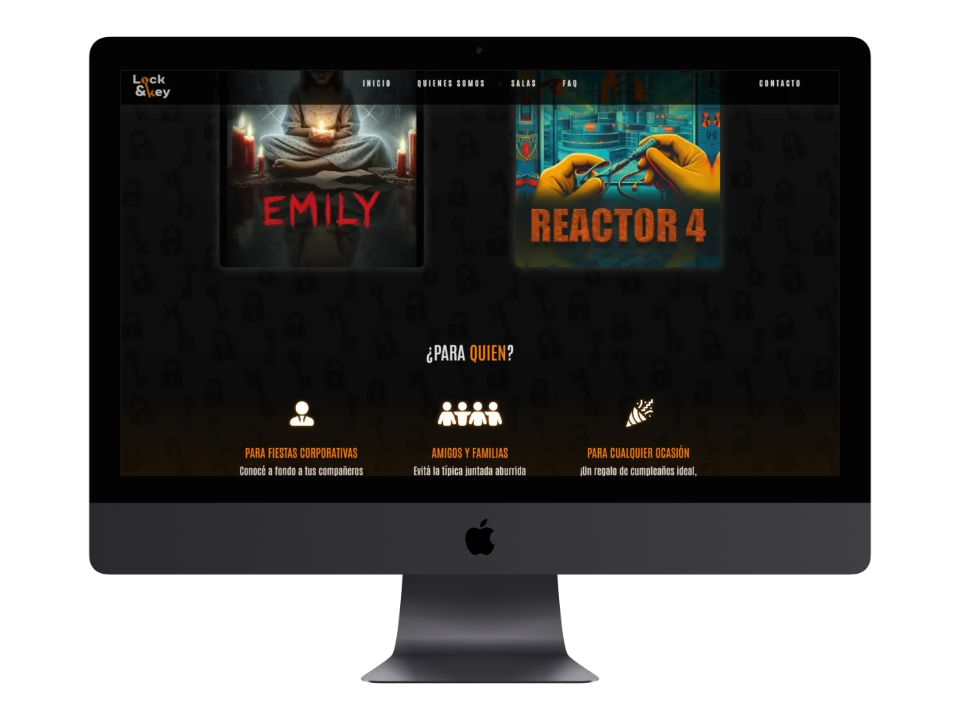 Lock
&key
INICIO QUIENES SOMOS SALAS FAQ CONTACTO
EMILY
REACTOR 4
¿PARA QUIEN?
PARA FIESTAS CORPORATIVAS AMIGOS Y FAMILIAS PARA CUALQUIER OCASIÓN
Conocé a fondo a tus compañeros Evitá la típica juntada aburrida ¡Un regalo de cumpleaños ideal,